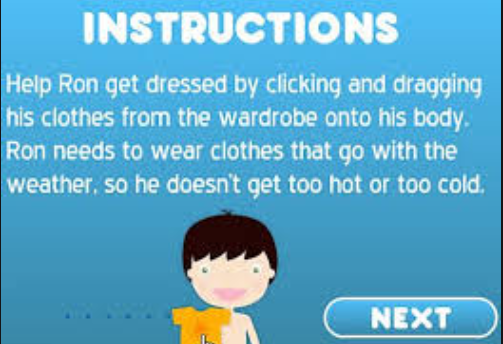 INSTRUCTIONS
Help Ron get dressed by clicking and dragging
his clothes from the wardrobe onto his body.
Ron needs to wear clothes that go with the
weather, so he doesn't get too hot or too cold.
NEXT